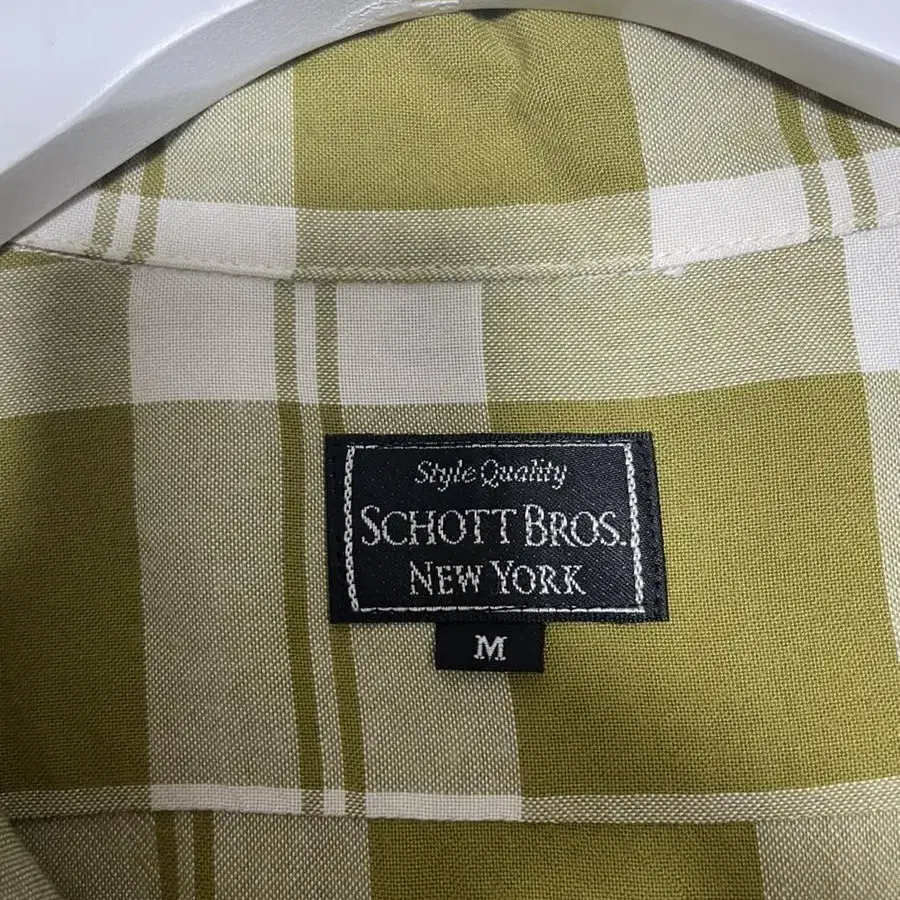 Style Quality
SCHOTT BROS.
NEW YORK
M